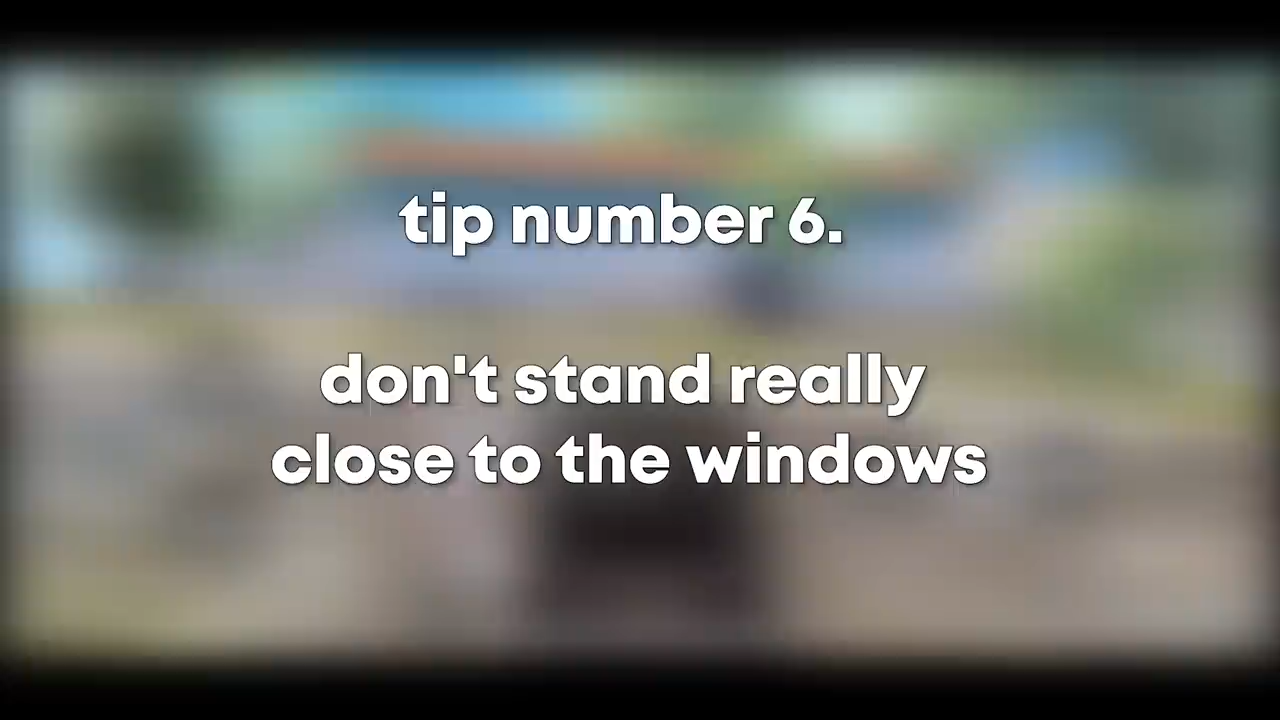 tip number 6.
don't stand really
close to the windows